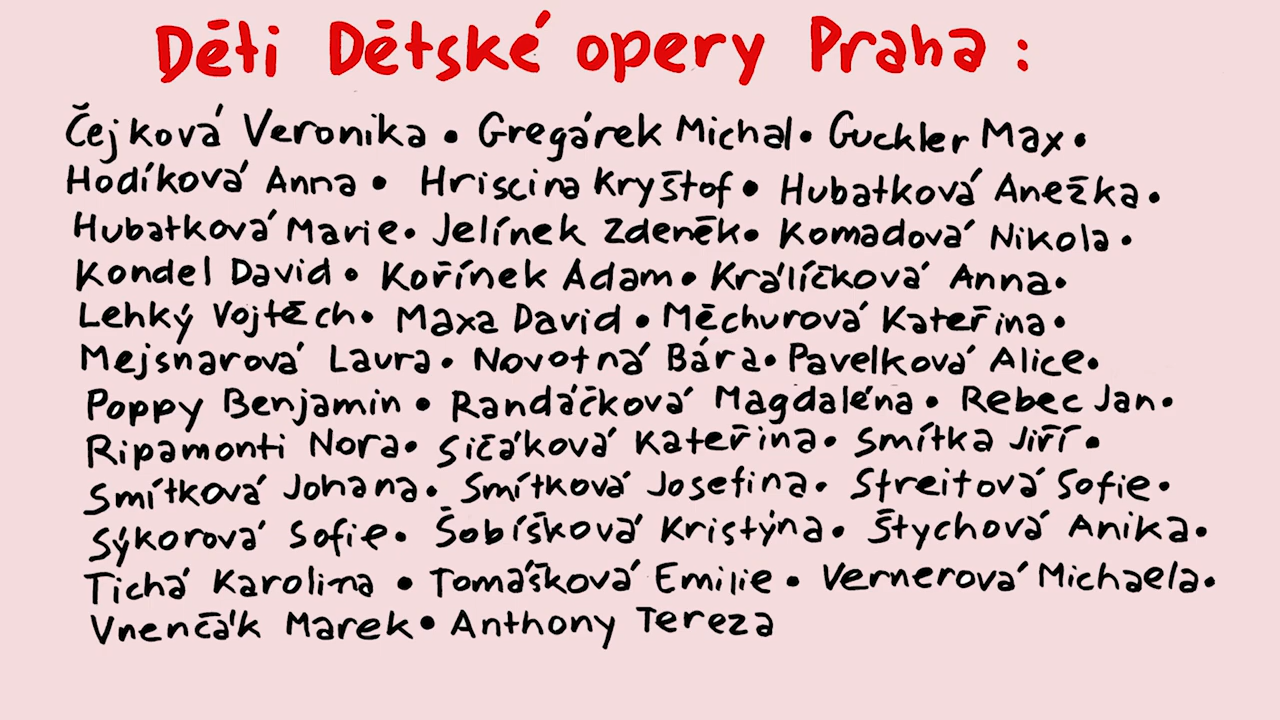 Děti Dětské opery Praha:
Čejková Veronika • Gregárek Michal • Guckler Max •
Hodíková Anna • Hriscina Kryštof • Hubatková Anežka •
Hubatková Marie • Jelínek Zdeněk • Komadová Nikola •
Kondel David • Kořínek Adam • Králíčková Anna •
Lehký Vojtěch • Maxa David • Měchurová Kateřina •
Mejsnarová Laura • Novotná Bára • Pavelková Alice •
Poppy Benjamin • Randáčková Magdaléna • Rebec Jan •
Ripamonti Nora • Sičáková Kateřina • Smítka Jiří •
Smítková Johana • Smítková Josefina • Streitová Sofie •
Sýkorová Sofie • Šobíšková Kristýna • Štychová Anika •
Tichá Karolina • Tomášková Emilie • Vernerová Michaela •
Vnenčák Marek • Anthony Tereza